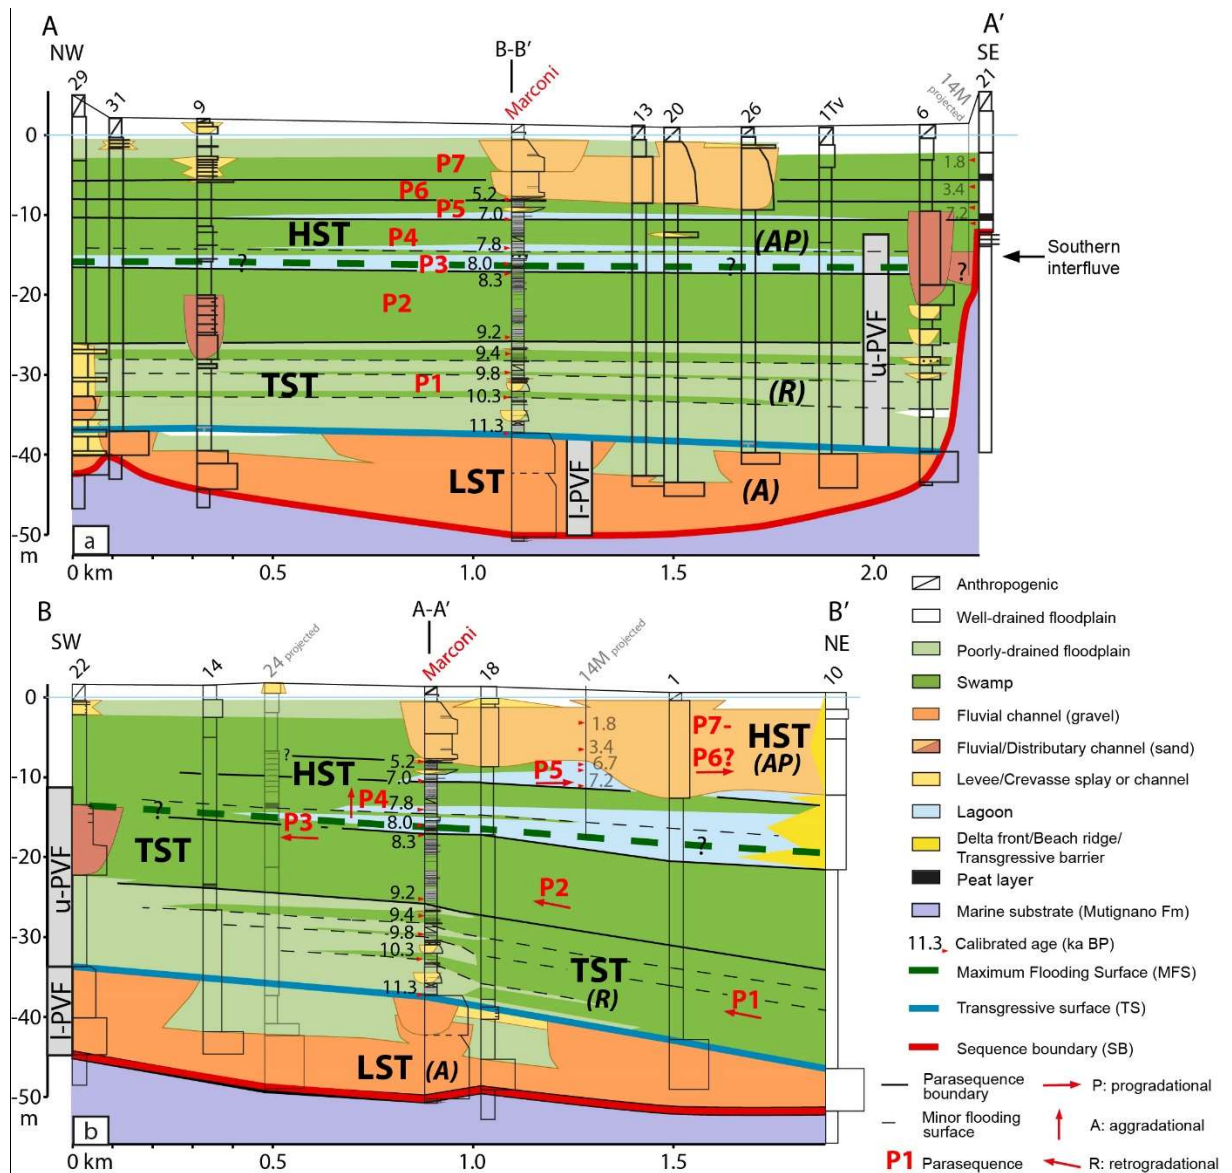 A
NW
B-B'
A'
SE
29
31
9
Marconi
13
20
26
1Tv
6
14M projected
21
0
-10
-20
-30
-40
-50
m
P7
P6
5.2
P5
7.0
HST
P4
7.8
(AP)
P3
8.0
8.3
?
?
?
1.8
3.4
7.2
Southern
interfluve
P2
u-PVF
9.2
9.4
TST
P1
9.8
10.3
(R)
11.3
LST
l-PVF
(A)
a
0 km
0.5
1.0
1.5
2.0
B
SW
A-A'
B'
NE
22
14
24 projected
Marconi
18
14M projected
1
10
0
-10
-20
-30
-40
-50
m
1.8
3.4
6.7
7.2
P7-
P6?
HST
(AP)
?
5.2
HST
7.0
P5
P4
7.8
?
P3
8.0
8.3
?
TST
u-PVF
P2
9.2
9.4
9.8
10.3
TST
(R)
P1
11.3
l-PVF
LST (A)
b
0 km
0.5
1.0
1.5
Anthropogenic
Well-drained floodplain
Poorly-drained floodplain
Swamp
Fluvial channel (gravel)
Fluvial/Distributary channel (sand)
Levee/Crevasse splay or channel
Lagoon
Delta front/Beach ridge/
Transgressive barrier
Peat layer
Marine substrate (Mutignano Fm)
11.3 Calibrated age (ka BP)
Maximum Flooding Surface (MFS)
Transgressive surface (TS)
Sequence boundary (SB)
Parasequence
boundary
P: progradational
Minor flooding
surface
A: aggradational
P1 Parasequence
R: retrogradational